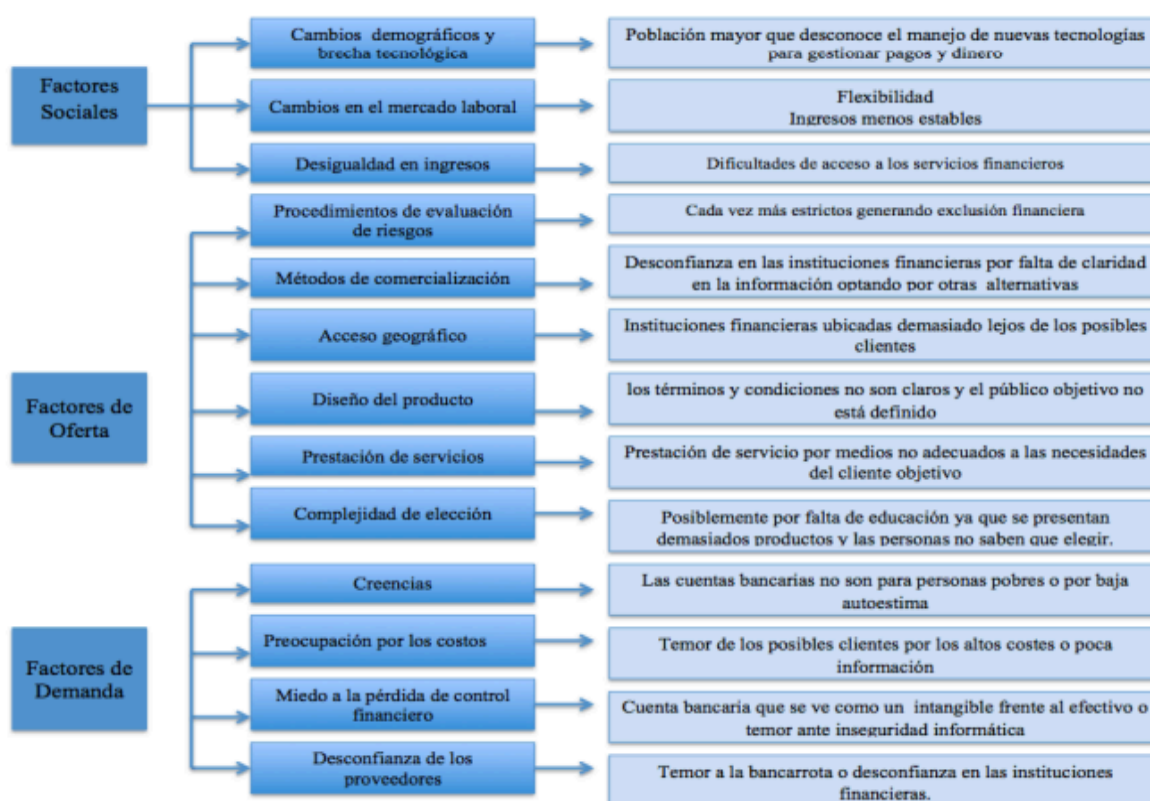 Factores
Sociales
Cambios demográficos y
brecha tecnológica
Población mayor que desconoce el manejo de nuevas tecnologías
para gestionar pagos y dinero
Cambios en el mercado laboral
Flexibilidad
Ingresos menos estables
Desigualdad en ingresos
Dificultades de acceso a los servicios financieros
Factores de
Oferta
Procedimientos de evaluación
de riesgos
Cada vez más estrictos generando exclusión financiera
Métodos de comercialización
Desconfianza en las instituciones financieras por falta de claridad
en la información optando por otras alternativas
Acceso geográfico
Instituciones financieras ubicadas demasiado lejos de los posibles
clientes
Diseño del producto
los términos y condiciones no son claros y el público objetivo no
está definido
Prestación de servicios
Prestación de servicio por medios no adecuados a las necesidades
del cliente objetivo
Complejidad de elección
Posiblemente por falta de educación ya que se presentan
demasiados productos y las personas no saben que elegir.
Factores de
Demanda
Creencias
Las cuentas bancarias no son para personas pobres o por baja
autoestima
Preocupación por los costos
Temor de los posibles clientes por los altos costes o poca
información
Miedo a la pérdida de control
financiero
Cuenta bancaria que se ve como un intangible frente al efectivo o
temor ante inseguridad informática
Desconfianza de los
proveedores
Temor a la bancarrota o desconfianza en las instituciones
financieras.